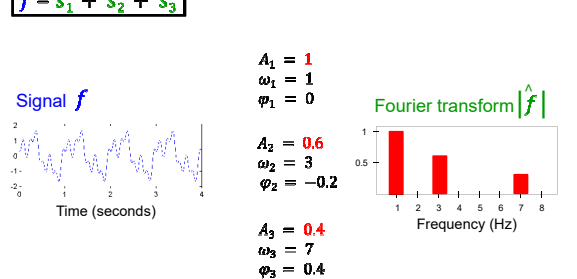 f = s₁ + s₂ + s₃
A₁ = 1
ω₁ = 1
φ₁ = 0
Signal f
Fourier transform |f̂|
2
1
0
-1
-2
0 1 2 3 4
Time (seconds)
A₂ = 0.6
ω₂ = 3
φ₂ = −0.2
1
0.5
1 2 3 4 5 6 7 8
Frequency (Hz)
A₃ = 0.4
ω₃ = 7
φ₃ = 0.4